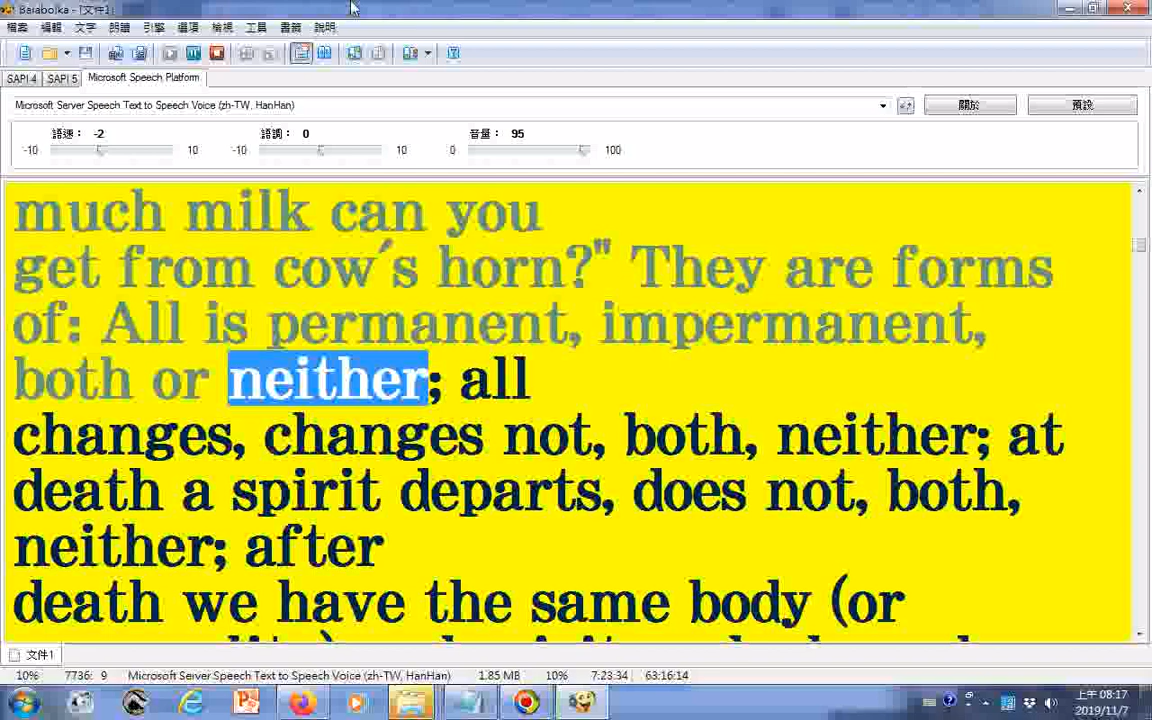 Balabolka - [文件1]
檔案 編輯 文字 朗讀 引擎 選項 檢視 工具 書籤 說明
SAPI 4 SAPI 5 Microsoft Speech Platform
Microsoft Server Speech Text to Speech Voice (zh-TW, HanHan) 關於 預設
語速： -2 語調： 0 音量： 95
-10 10 -10 10 0 100
much milk can you
get from cow´s horn?" They are forms
of: All is permanent, impermanent,
both or neither; all
changes, changes not, both, neither; at
death a spirit departs, does not, both,
neither; after
death we have the same body (or
文件1
10% 7736: 9 Microsoft Server Speech Text to Speech Voice (zh-TW, HanHan) 1.85 MB 10% 7:23:34 63:16:14
上午 08:17
2019/11/7